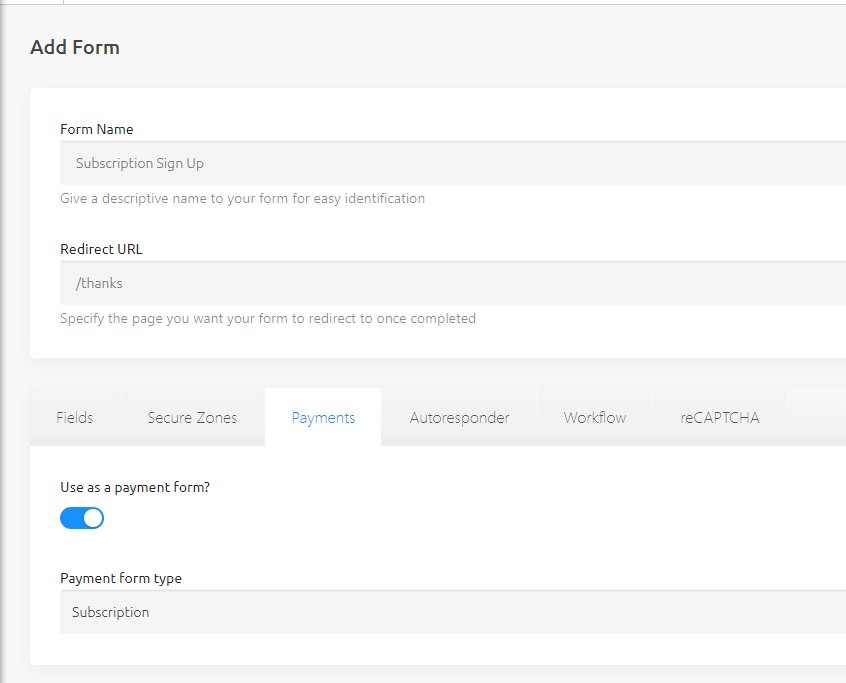 Add Form
Form Name
Subscription Sign Up
Give a descriptive name to your form for easy identification
Redirect URL
/thanks
Specify the page you want your form to redirect to once completed
Fields Secure Zones Payments Autoresponder Workflow reCAPTCHA
Use as a payment form?
Payment form type
Subscription